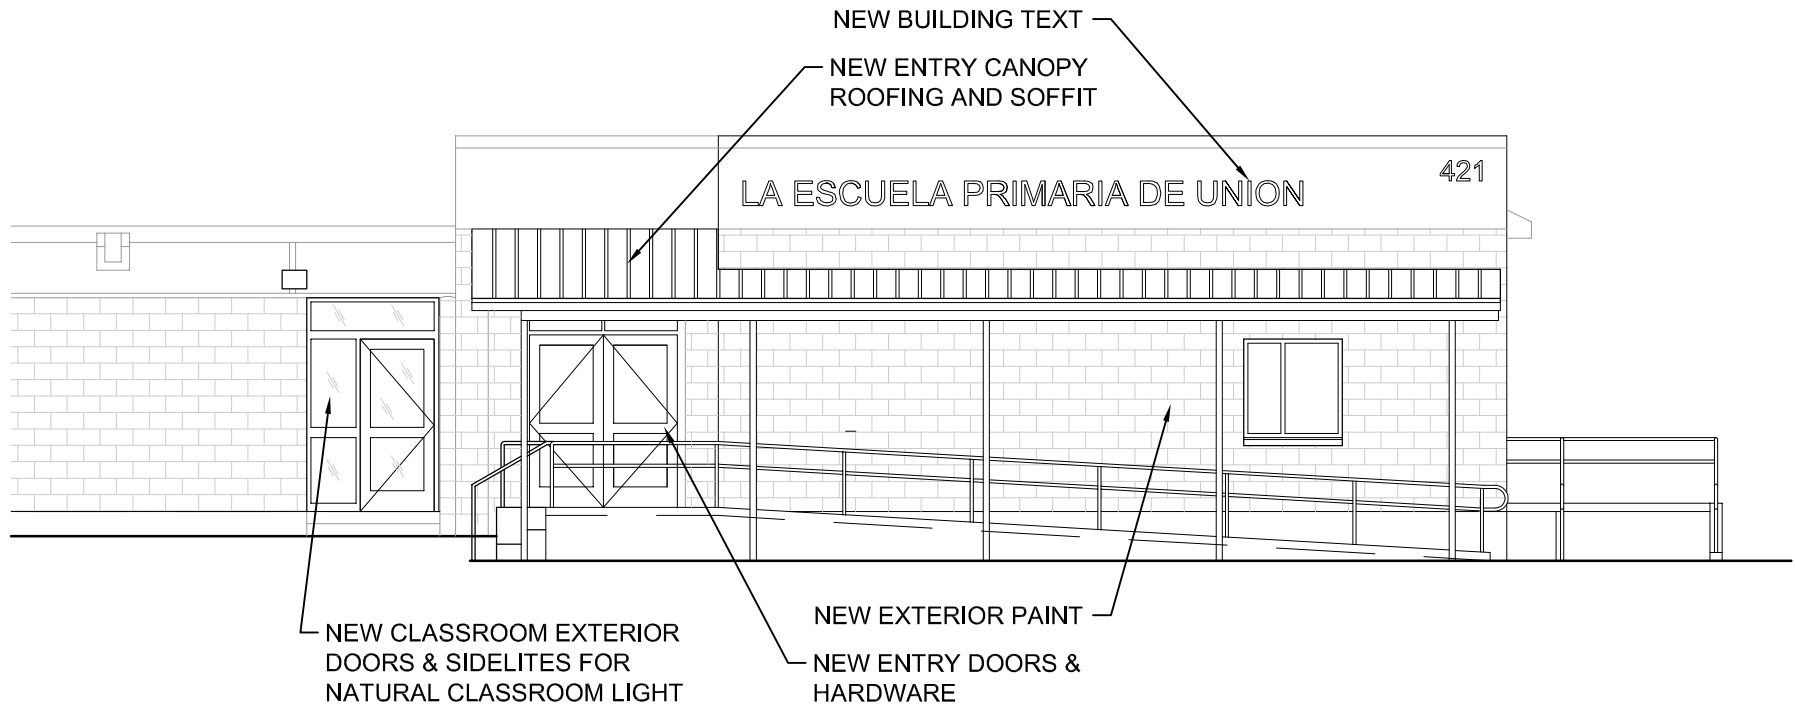 NEW BUILDING TEXT
NEW ENTRY CANOPY
ROOFING AND SOFFIT
421
LA ESCUELA PRIMARIA DE UNION
NEW EXTERIOR PAINT
NEW CLASSROOM EXTERIOR
DOORS & SIDELITES FOR
NATURAL CLASSROOM LIGHT
NEW ENTRY DOORS &
HARDWARE